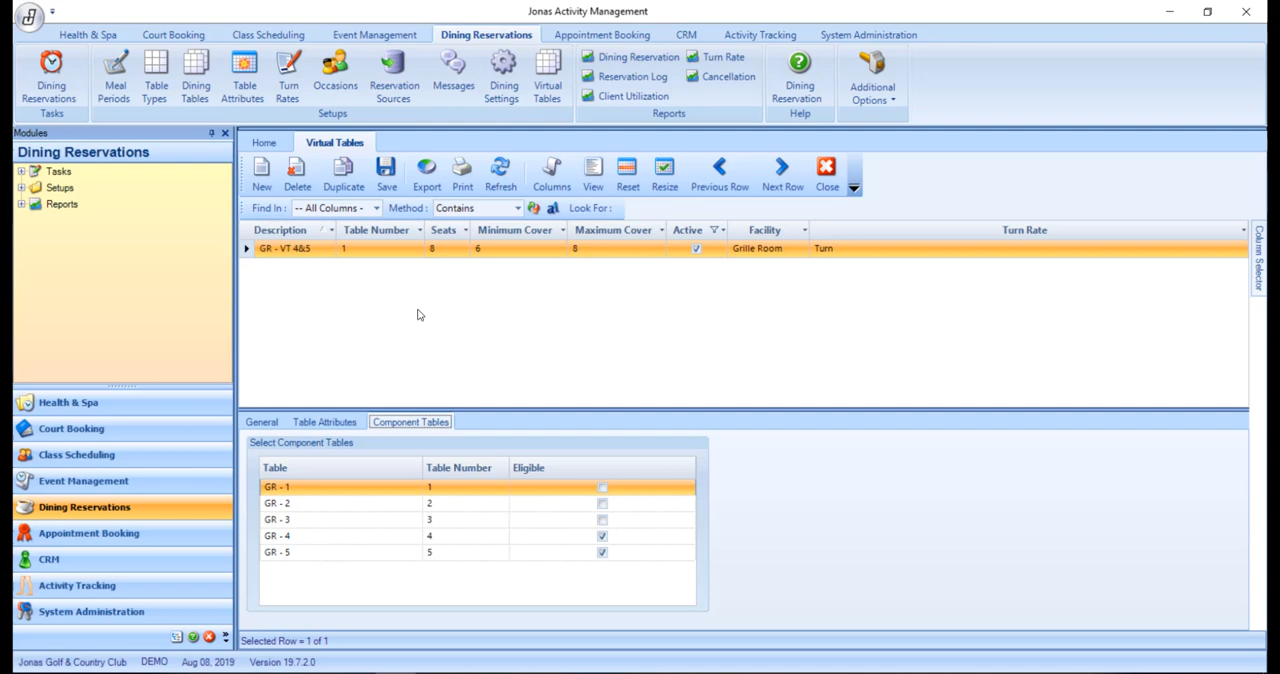 Jonas Activity Management
Health & Spa Court Booking Class Scheduling Event Management Dining Reservations Appointment Booking CRM Activity Tracking System Administration
Dining Reservations
Meal Periods
Table Types
Dining Tables
Table Attributes
Turn Rates
Occasions
Reservation Sources
Messages
Dining Settings
Virtual Tables
Dining Reservation
Turn Rate
Reservation Log
Cancellation
Client Utilization
Dining Reservation
Additional Options
Tasks Setups Reports Help
Modules
Dining Reservations
Tasks
Setups
Reports
Health & Spa
Court Booking
Class Scheduling
Event Management
Dining Reservations
Appointment Booking
CRM
Activity Tracking
System Administration
Home Virtual Tables
New Delete Duplicate Save Export Print Refresh Columns View Reset Resize Previous Row Next Row Close
Find In : -- All Columns - Method : Contains Look For :
Description Table Number Seats Minimum Cover Maximum Cover Active Facility Turn Rate
GR - VT 4&5 1 8 6 8 Grille Room Turn
Column Selector
General Table Attributes Component Tables
Select Component Tables
Table Table Number Eligible
GR - 1 1
GR - 2 2
GR - 3 3
GR - 4 4
GR - 5 5
Selected Row = 1 of 1
Jonas Golf & Country Club DEMO Aug 08, 2019 Version 19.7.2.0